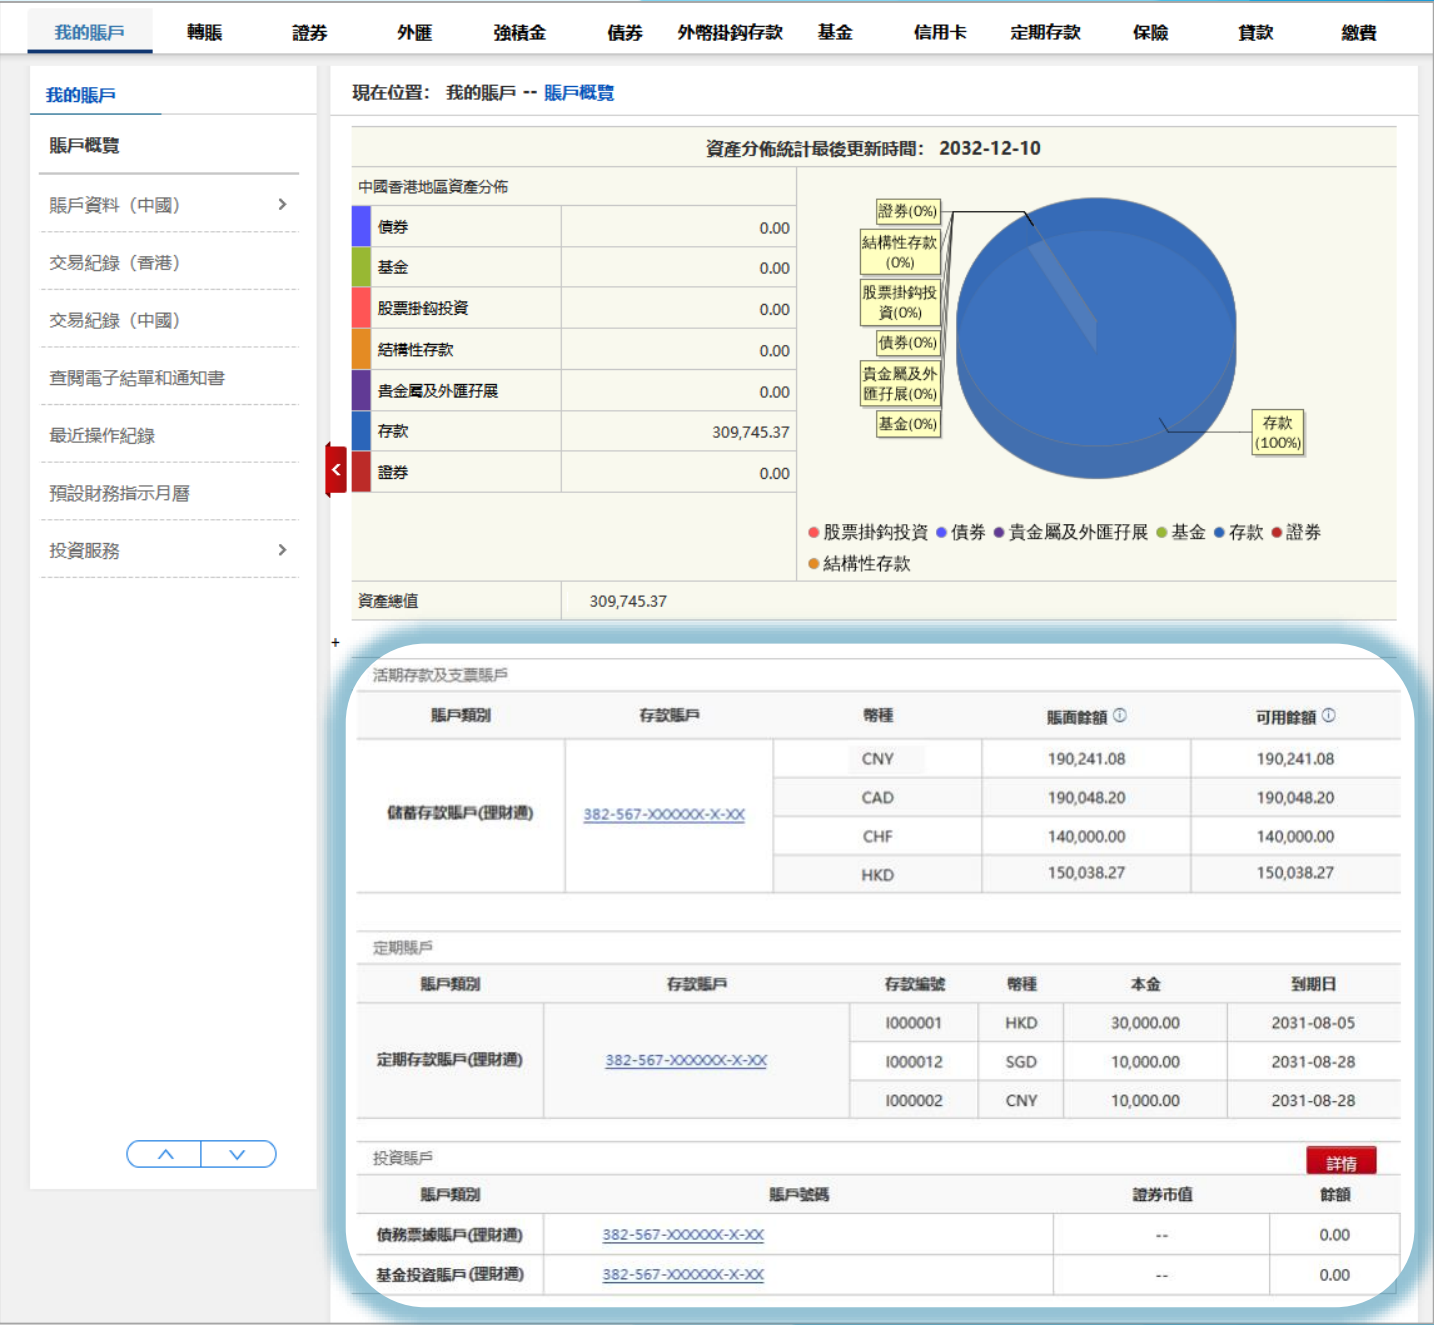 我的賬戶 轉賬 證券 外匯 強積金 債券 外幣掛鈎存款 基金 信用卡 定期存款 保險 貸款 繳費
我的賬戶
賬戶概覽
賬戶資料（中國）
交易紀錄（香港）
交易紀錄（中國）
查閱電子結單和通知書
最近操作紀錄
預設財務指示月曆
投資服務
現在位置： 我的賬戶 -- 賬戶概覽
資產分佈統計最後更新時間： 2032-12-10
中國香港地區資產分佈
債券 0.00
基金 0.00
股票掛鈎投資 0.00
結構性存款 0.00
貴金屬及外匯孖展 0.00
存款 309,745.37
證券 0.00
證券(0%)
結構性存款
(0%)
股票掛鈎投
資(0%)
債券(0%)
貴金屬及外
匯孖展(0%)
基金(0%)
存款
(100%)
股票掛鈎投資 債券 貴金屬及外匯孖展 基金 存款 證券
結構性存款
資產總值 309,745.37
+
活期存款及支票賬戶
賬戶類別 存款賬戶 幣種 賬面餘額 可用餘額
儲蓄存款賬戶(理財通) 382-567-XXXXXX-X-XX
CNY 190,241.08 190,241.08
CAD 190,048.20 190,048.20
CHF 140,000.00 140,000.00
HKD 150,038.27 150,038.27
定期賬戶
賬戶類別 存款賬戶 存款編號 幣種 本金 到期日
定期存款賬戶(理財通) 382-567-XXXXXX-X-XX
I000001 HKD 30,000.00 2031-08-05
I000012 SGD 10,000.00 2031-08-28
I000002 CNY 10,000.00 2031-08-28
投資賬戶 詳情
賬戶類別 賬戶號碼 證券市值 餘額
債務票據賬戶(理財通) 382-567-XXXXXX-X-XX -- 0.00
基金投資賬戶(理財通) 382-567-XXXXXX-X-XX -- 0.00